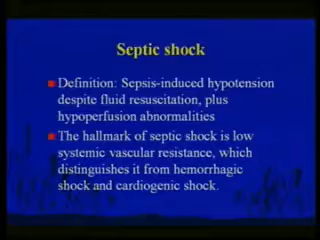 Septic shock
Definition: Sepsis-induced hypotension
despite fluid resuscitation, plus
hypoperfusion abnormalities
The hallmark of septic shock is low
systemic vascular resistance, which
distinguishes it from hemorrhagic
shock and cardiogenic shock.